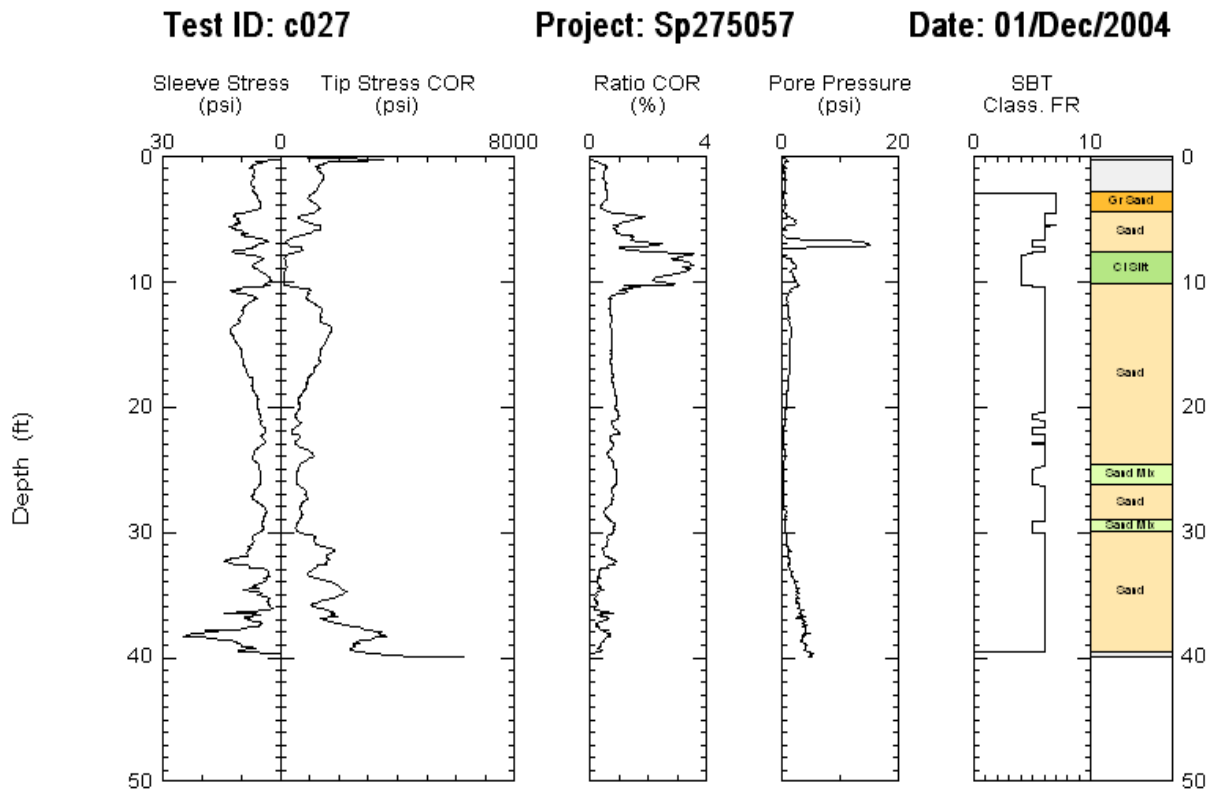 Test ID: c027 Project: Sp275057 Date: 01/Dec/2004
Sleeve Stress Tip Stress COR Ratio COR Pore Pressure SBT
(psi) (psi) (%) (psi) Class. FR
30 0 8000 0 4 0 20 0 10
0 0
Gr Sand
Sand
Cl Silt
10 10
Sand
20 20
Sand Mix
Sand
Sand Mix
30 30
Sand
40 40
50 50
Depth (ft)